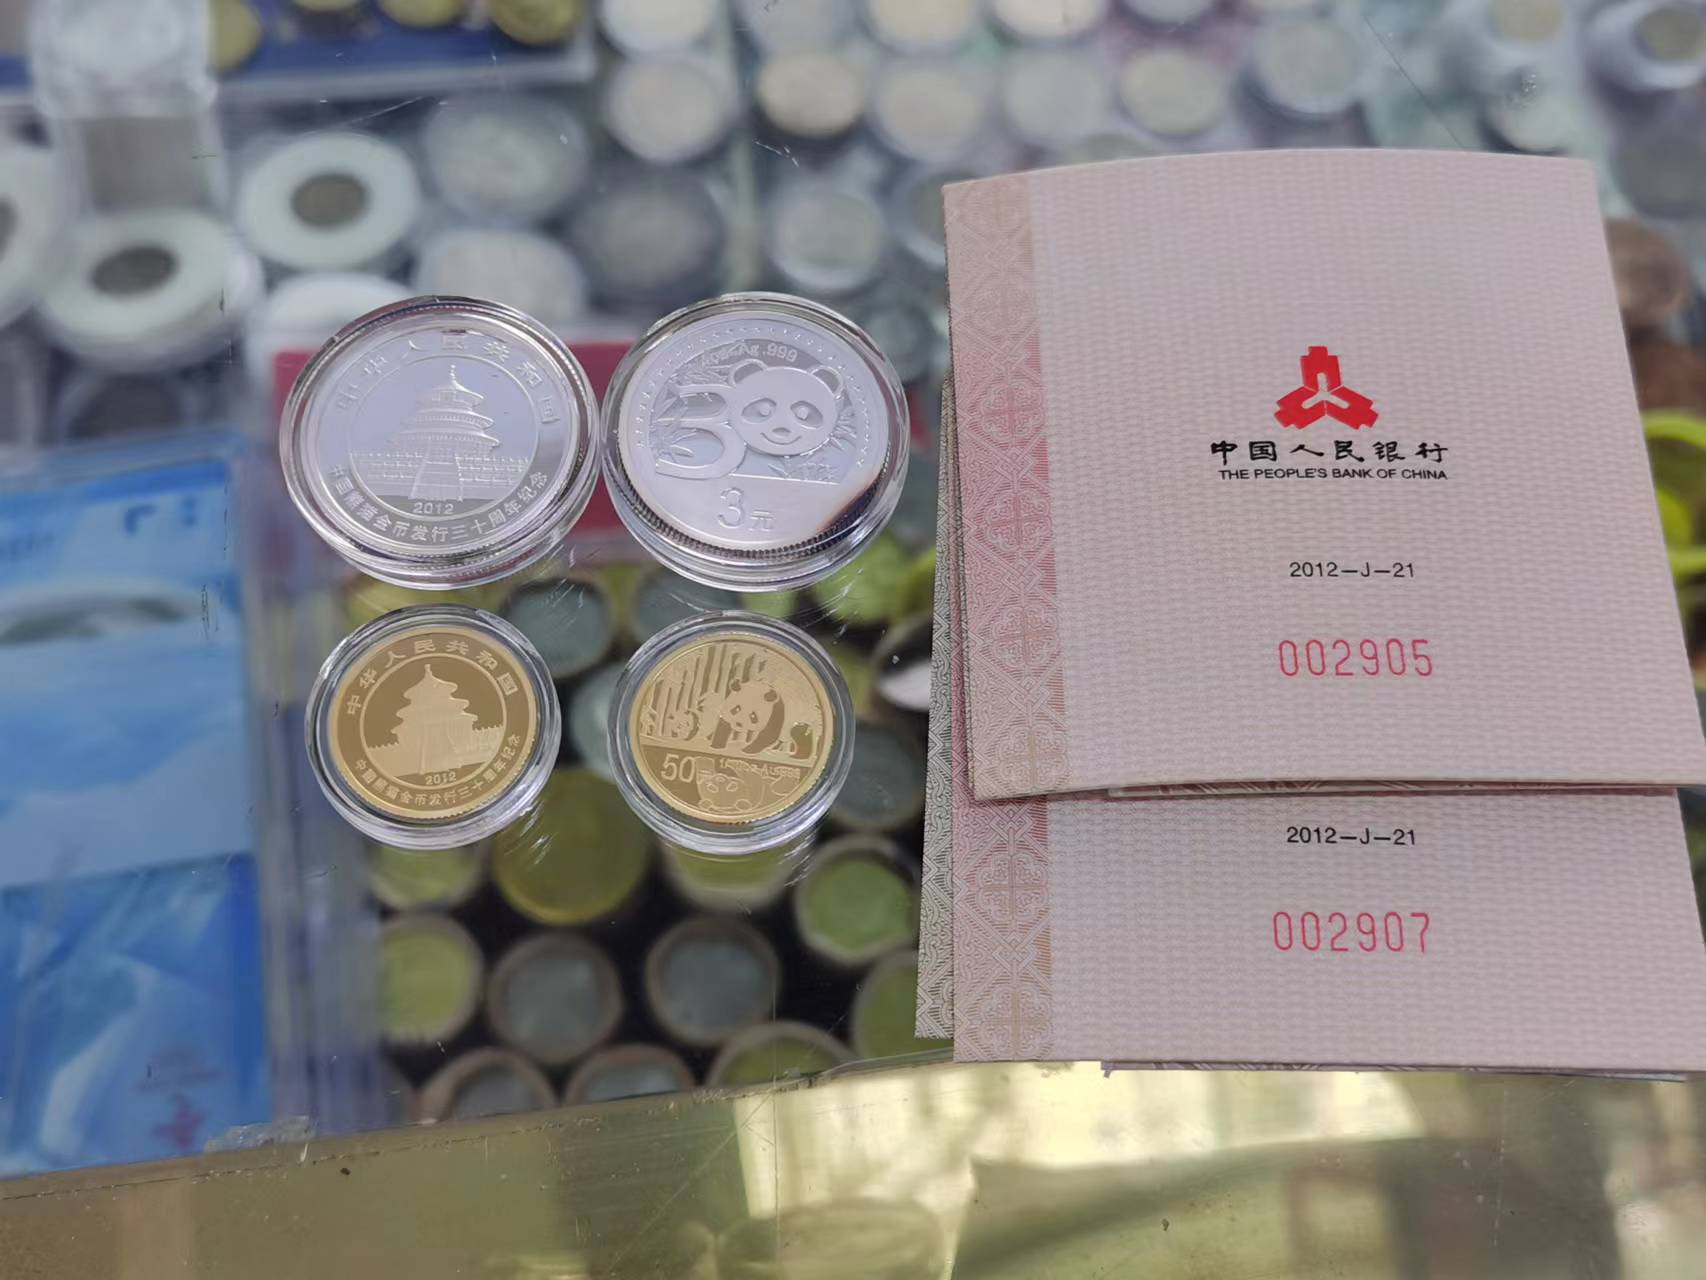 中华人民共和国
2012
中国熊猫金币发行三十周年纪念
Ag .999
30
3元
中华人民共和国
2012
中国熊猫金币发行三十周年纪念
50
中国人民银行
THE PEOPLE'S BANK OF CHINA
2012—J—21
002905
2012—J—21
002907